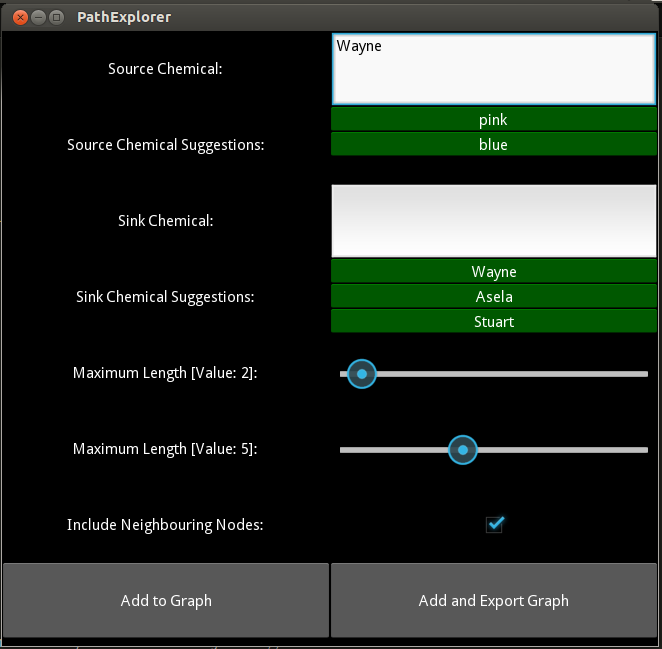 PathExplorer
Source Chemical:
Wayne
Source Chemical Suggestions:
pink
blue
Sink Chemical:
Sink Chemical Suggestions:
Wayne
Asela
Stuart
Maximum Length [Value: 2]:
Maximum Length [Value: 5]:
Include Neighbouring Nodes:
Add to Graph
Add and Export Graph